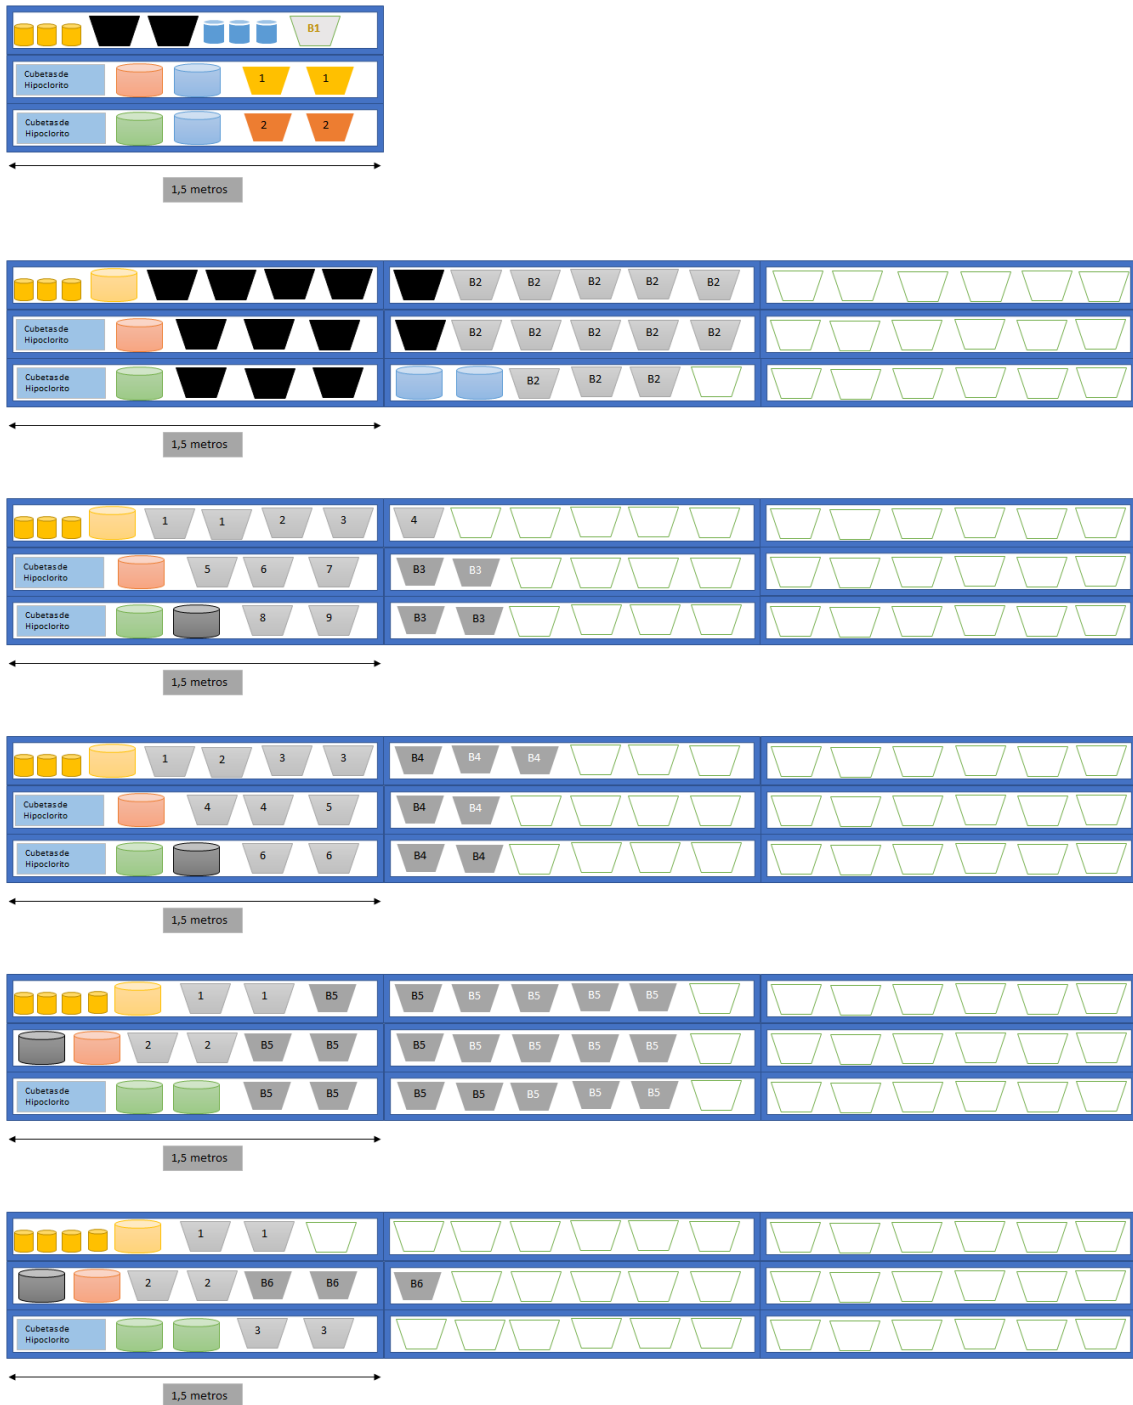 B1
Cubetas de
Hipoclorito
1 1
Cubetas de
Hipoclorito
2 2
1,5 metros
B2 B2 B2 B2 B2
Cubetas de
Hipoclorito
B2 B2 B2 B2 B2
Cubetas de
Hipoclorito
B2 B2 B2
1,5 metros
1 1 2 3 4
Cubetas de
Hipoclorito
5 6 7 B3 B3
Cubetas de
Hipoclorito
8 9 B3 B3
1,5 metros
1 2 3 3 B4 B4 B4
Cubetas de
Hipoclorito
4 4 5 B4 B4
Cubetas de
Hipoclorito
6 6 B4 B4
1,5 metros
1 1 B5 B5 B5 B5 B5 B5
2 2 B5 B5 B5 B5 B5 B5 B5
Cubetas de
Hipoclorito
B5 B5 B5 B5 B5 B5 B5
1,5 metros
1 1
2 2 B6 B6 B6
Cubetas de
Hipoclorito
3 3
1,5 metros